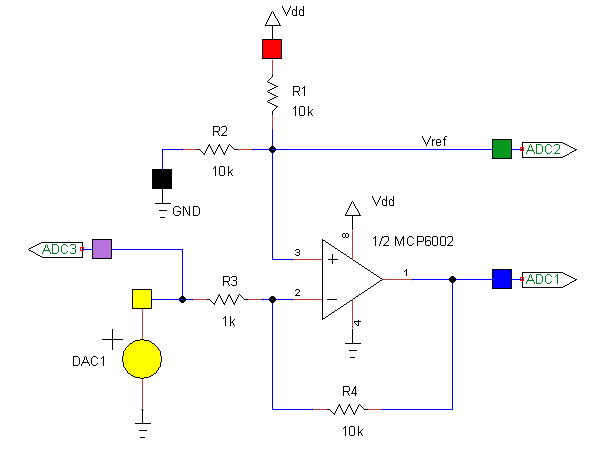 Vdd
R1
10k
R2
10k
Vref
ADC2
GND
Vdd
8
1/2 MCP6002
ADC3
3
+
1
ADC1
R3
2
−
1k
4
+
DAC1
R4
10k